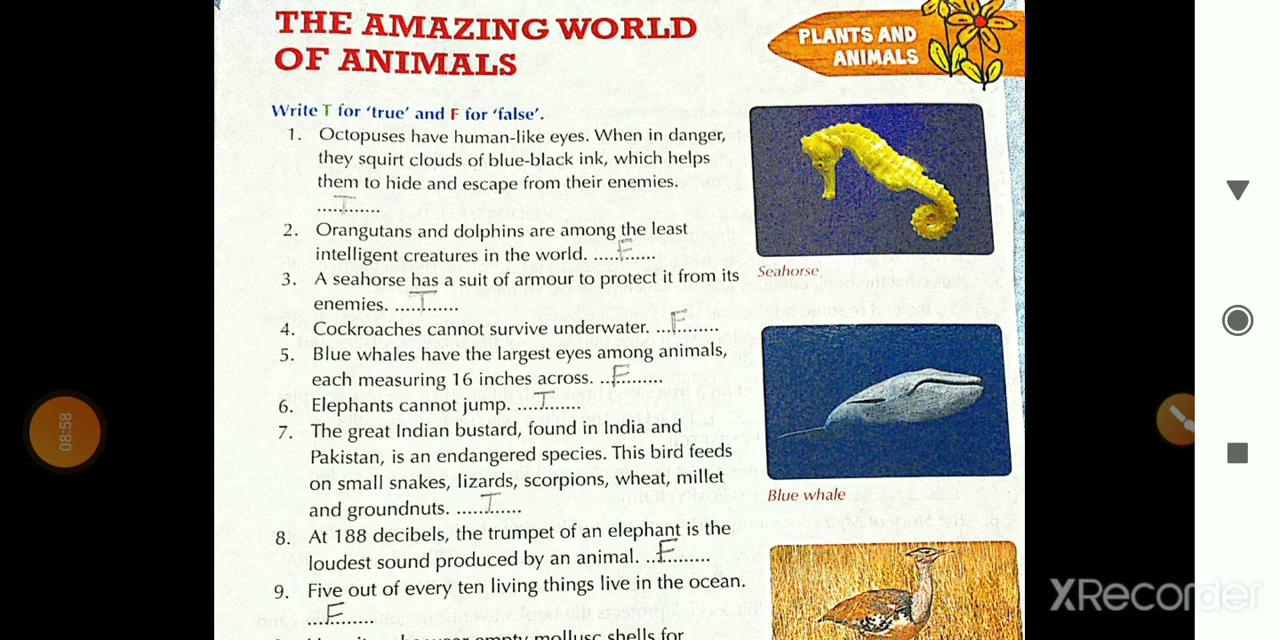 THE AMAZING WORLD
OF ANIMALS
PLANTS AND
ANIMALS
Write T for ‘true’ and F for ‘false’.
1. Octopuses have human-like eyes. When in danger,
they squirt clouds of blue-black ink, which helps
them to hide and escape from their enemies.
.....T......
2. Orangutans and dolphins are among the least
intelligent creatures in the world. .....F......
3. A seahorse has a suit of armour to protect it from its
enemies. .....T......
Seahorse
4. Cockroaches cannot survive underwater. ....F.......
5. Blue whales have the largest eyes among animals,
each measuring 16 inches across. ...F........
6. Elephants cannot jump. ....T.......
7. The great Indian bustard, found in India and
Pakistan, is an endangered species. This bird feeds
on small snakes, lizards, scorpions, wheat, millet
and groundnuts. ......T.....
Blue whale
8. At 188 decibels, the trumpet of an elephant is the
loudest sound produced by an animal. ...F........
9. Five out of every ten living things live in the ocean.
....F.......
empty mollusc shells for
08:58
XRecorder